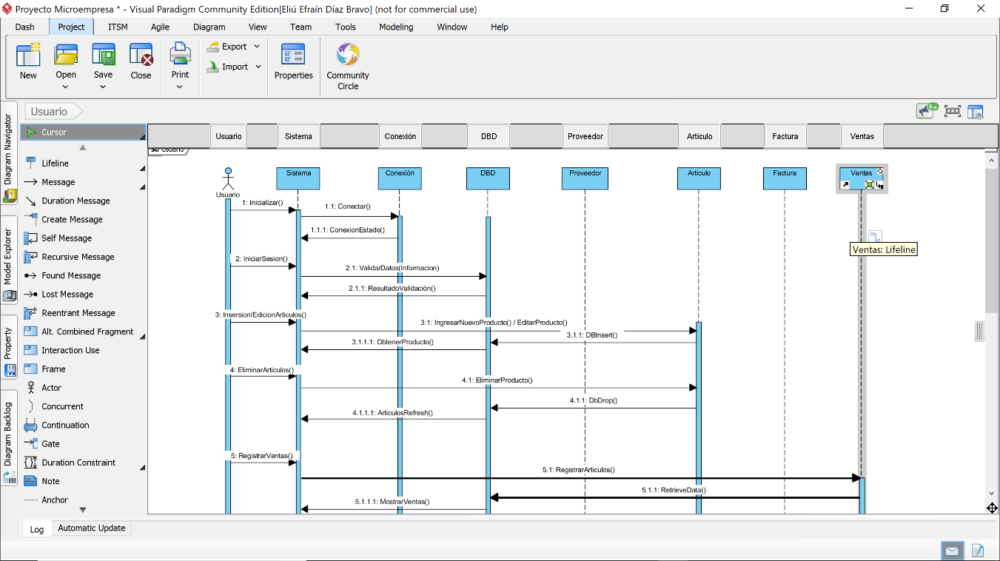 Proyecto Microempresa * - Visual Paradigm Community Edition[Eliú Efraín Díaz Bravo] (not for commercial use)
Dash Project ITSM Agile Diagram View Team Tools Modeling Window Help
New Open Save Close Print Export Import Properties Community Circle
Usuario
9+
Diagram Navigator
Model Explorer
Property
Diagram Backlog
Cursor
Lifeline
Message
Duration Message
Create Message
Self Message
Recursive Message
Found Message
Lost Message
Reentrant Message
Alt. Combined Fragment
Interaction Use
Frame
Actor
Concurrent
Continuation
Gate
Duration Constraint
Note
Anchor
Usuario Sistema Conexión DBD Proveedor Articulo Factura Ventas
sd Usuario
Sistema Conexión DBD Proveedor Articulo Factura Ventas
Usuario
1: Inicializar()
1.1: Conectar()
1.1.1: ConexionEstado()
Ventas: Lifeline
2: IniciarSesion()
2.1: ValidarDatos(Informacion)
2.1.1: ResultadoValidación()
3: Insersion/EdicionArticulos()
3.1: IngresarNuevoProducto() / EditarProducto()
3.1.1: DBInsert()
3.1.1.1: ObtenerProducto()
4: EliminarArticulos()
4.1: EliminarProducto()
4.1.1: DbDrop()
4.1.1.1: ArticulosRefresh()
5: RegistrarVentas()
5.1: RegistrarArticulos()
5.1.1: RetrieveData()
5.1.1.1: MostrarVentas()
Log Automatic Update